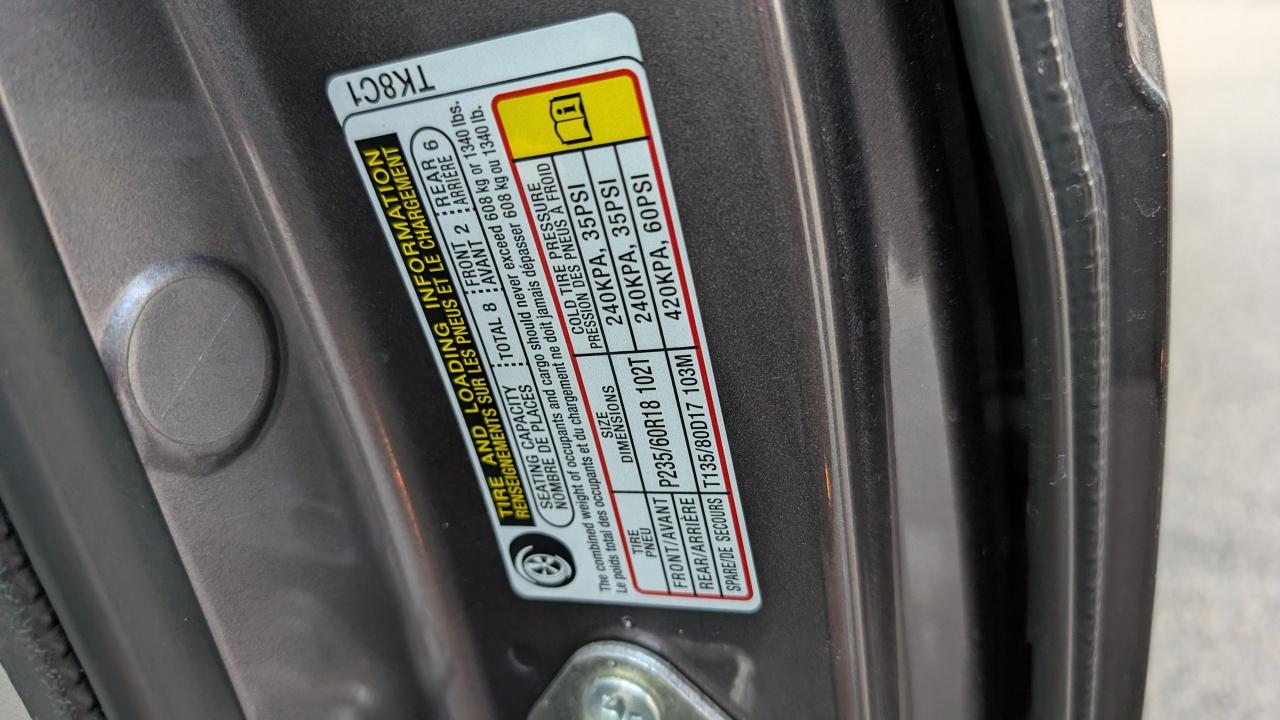 TK8C1
TIRE AND LOADING INFORMATION
RENSEIGNEMENTS SUR LES PNEUS ET LE CHARGEMENT
SEATING CAPACITY TOTAL 8 FRONT 2 REAR 6
NOMBRE DE PLACES AVANT 2 ARRIÈRE
The combined weight of occupants and cargo should never exceed 608 kg or 1340 lbs.
Le poids total des occupants et du chargement ne doit jamais dépasser 608 kg ou 1340 lb.
TIRE SIZE COLD TIRE PRESSURE
PNEU DIMENSIONS PRESSION DES PNEUS À FROID
FRONT/AVANT P235/60R18 102T 240KPA, 35PSI
REAR/ARRIÈRE 240KPA, 35PSI
SPARE/DE SECOURS T135/80D17 103M 420KPA, 60PSI